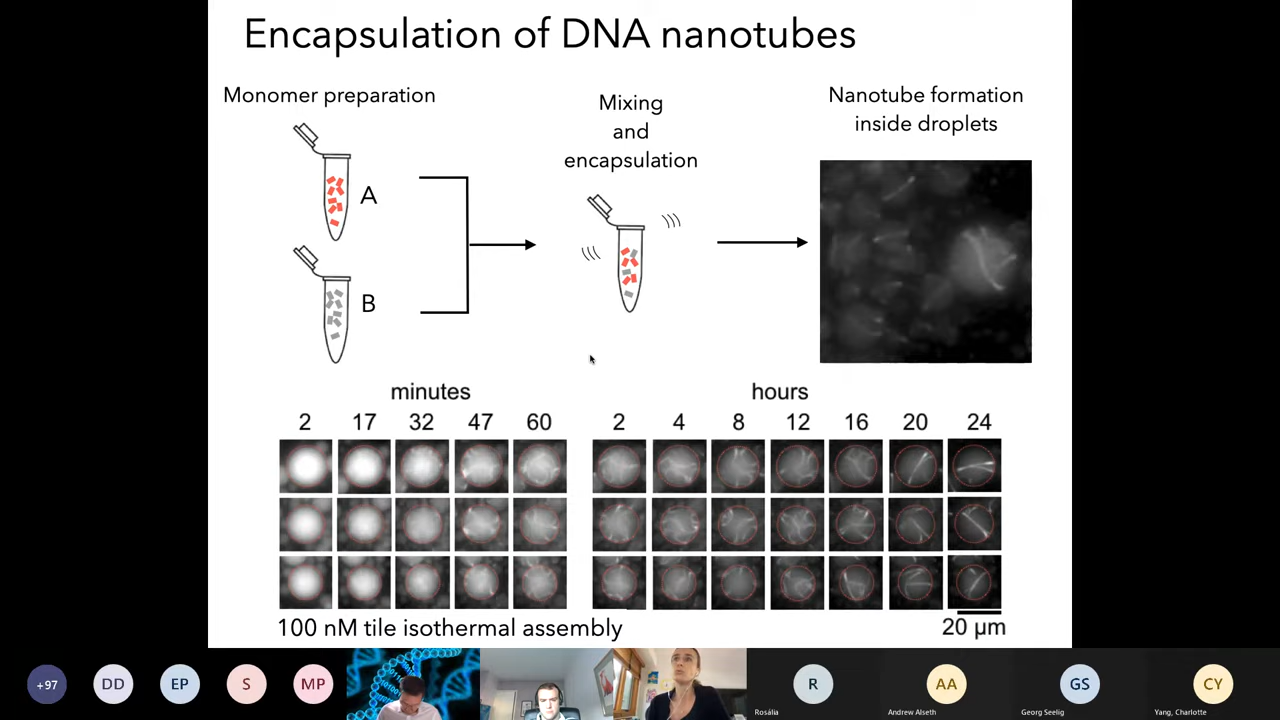 Encapsulation of DNA nanotubes
Monomer preparation
A
B
Mixing
and
encapsulation
Nanotube formation
inside droplets
minutes
hours
2 17 32 47 60
2 4 8 12 16 20 24
100 nM tile isothermal assembly
20 µm
+97
DD
EP
S
MP
R
AA
GS
CY
Rosália
Andrew Alseth
Georg Seelig
Yang, Charlotte